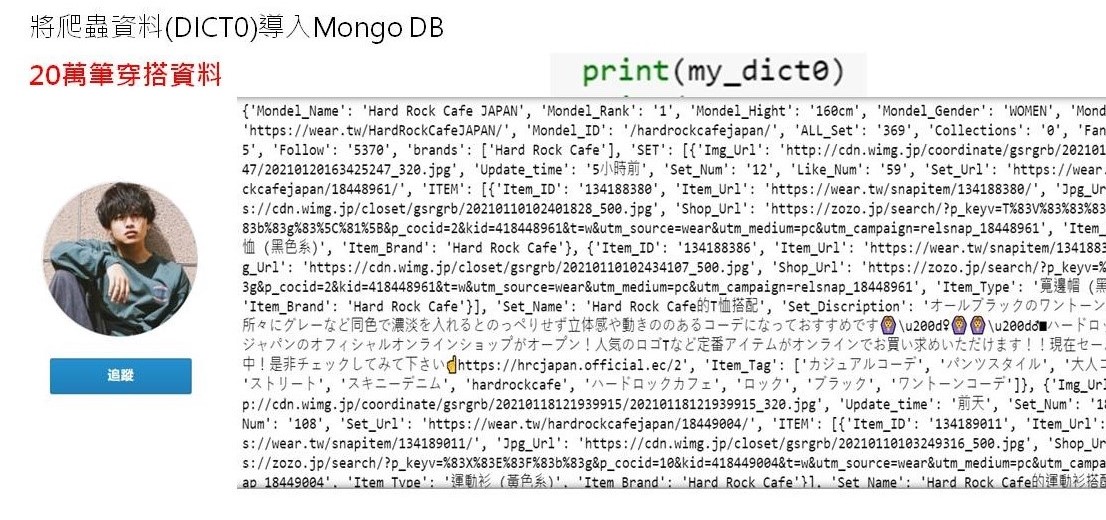 將爬蟲資料(DICT0)導入Mongo DB
20萬筆穿搭資料
print(my_dict0)
{'Mondel_Name': 'Hard Rock Cafe JAPAN', 'Mondel_Rank': '1', 'Mondel_Hight': '160cm', 'Mondel_Gender': 'WOMEN', 'Mond
'https://wear.tw/HardRockCafeJAPAN/', 'Mondel_ID': '/hardrockcafejapan/', 'ALL_Set': '369', 'Collections': '0', 'Fan
5', 'Follow': '5370', 'brands': ['Hard Rock Cafe'], 'SET': [{'Img_Url': 'http://cdn.wimg.jp/coordinate/gsrgrb/202101
47/20210120163425247_320.jpg', 'Update_time': '5小時前', 'Set_Num': '12', 'Like_Num': '59', 'Set_Url': 'https://wear.
ckcafejapan/18448961/', 'ITEM': [{'Item_ID': '134188380', 'Item_Url': 'https://wear.tw/snapitem/134188380/', 'Jpg_Ur
s://cdn.wimg.jp/closet/gsrgrb/20210110102401828_500.jpg', 'Shop_Url': 'https://zozo.jp/search/?p_keyv=T%83V%83%83%83
83b%83g%83%5C%81%5B&p_cocid=2&kid=418448961&t=w&utm_source=wear&utm_medium=pc&utm_campaign=relsnap_18448961', 'Item_
恤 (黑色系)', 'Item_Brand': 'Hard Rock Cafe'}, {'Item_ID': '134188386', 'Item_Url': 'https://wear.tw/snapitem/1341883
g_Url': 'https://cdn.wimg.jp/closet/gsrgrb/20210110102434107_500.jpg', 'Shop_Url': 'https://zozo.jp/search/?p_keyv=%
3g&p_cocid=2&kid=418448961&t=w&utm_source=wear&utm_medium=pc&utm_campaign=relsnap_18448961', 'Item_Type': '寬邊帽 (黑
'Item_Brand': 'Hard Rock Cafe'}], 'Set_Name': 'Hard Rock Cafe的T恤搭配', 'Set_Discription': 'オールブラックのワントーン
所々にグレーなど同色で濃淡を入れるとのっぺりせず立体感や動きののあるコーデになっておすすめです🙆\u200d♀🙆🙆\u200d♂■ハードロッ
ジャパンのオフィシャルオンラインショップがオープン！人気のロゴTなど定番アイテムがオンラインでお買い求めいただけます！！現在セー
中！是非チェックしてみて下さい☝https://hrcjapan.official.ec/2', 'Item_Tag': ['カジュアルコーデ', 'パンツスタイル', '大人コ
'ストリート', 'スキニーデニム', 'hardrockcafe', 'ハードロックカフェ', 'ロック', 'ブラック', 'ワントーンコーデ']}, {'Img_Url
p://cdn.wimg.jp/coordinate/gsrgrb/20210118121939915/20210118121939915_320.jpg', 'Update_time': '前天', 'Set_Num': '18
Num': '108', 'Set_Url': 'https://wear.tw/hardrockcafejapan/18449004/', 'ITEM': [{'Item_ID': '134189011', 'Item_Url':
s://wear.tw/snapitem/134189011/', 'Jpg_Url': 'https://cdn.wimg.jp/closet/gsrgrb/20210110103249316_500.jpg', 'Shop_Ur
s://zozo.jp/search/?p_keyv=%83X%83E%83F%83b%83g&p_cocid=10&kid=418449004&t=w&utm_source=wear&utm_medium=pc&utm_campa
ap_18449004', 'Item_Type': '運動衫 (黃色系)', 'Item_Brand': 'Hard Rock Cafe'}], 'Set_Name': 'Hard Rock Cafe的運動衫搭配
追蹤